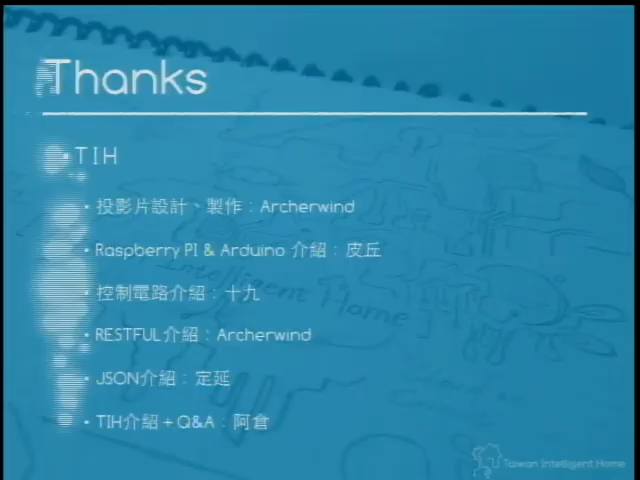 Thanks
TIH
投影片設計、製作：Archerwind
Raspberry PI & Arduino 介紹：皮丘
控制電路介紹：十九
RESTFUL介紹：Archerwind
JSON介紹：定延
TIH介紹＋Q&A：阿倉
Intelligent Home
Taiwan Intelligent Home